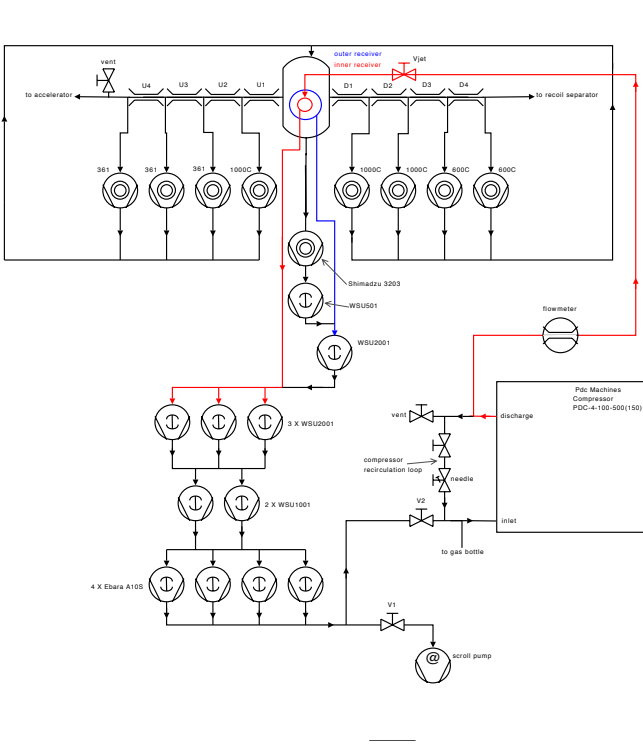 outer receiver
inner receiver
Vjet
vent
U4 U3 U2 U1
D1 D2 D3 D4
to accelerator
to recoil separator
361 361 361 1000C
1000C 1000C 600C 600C
Shimadzu 3203
WSU501
flowmeter
WSU2001
Pdc Machines
Compressor
PDC-4-100-500(150)
vent
discharge
3 X WSU2001
compressor
recirculation loop
needle
2 X WSU1001
V2
inlet
to gas bottle
4 X Ebara A10S
V1
@
scroll pump